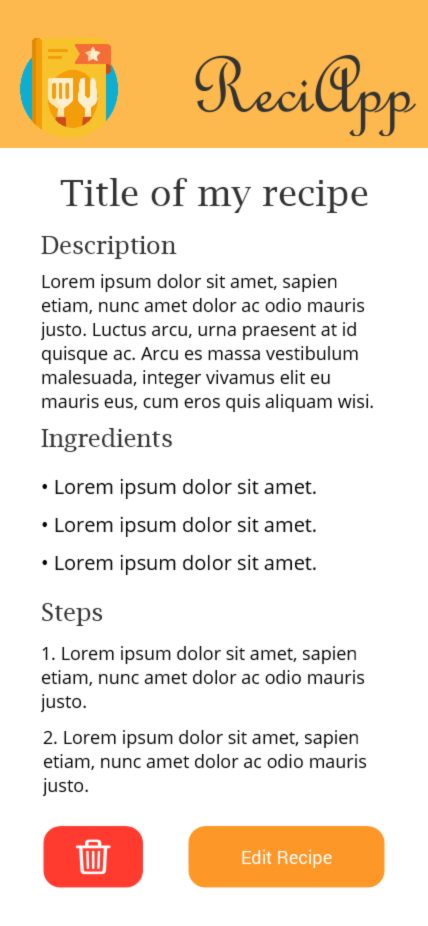 ReciApp
Title of my recipe
Description
Lorem ipsum dolor sit amet, sapien
etiam, nunc amet dolor ac odio mauris
justo. Luctus arcu, urna praesent at id
quisque ac. Arcu es massa vestibulum
malesuada, integer vivamus elit eu
mauris eus, cum eros quis aliquam wisi.
Ingredients
• Lorem ipsum dolor sit amet.
• Lorem ipsum dolor sit amet.
• Lorem ipsum dolor sit amet.
Steps
1. Lorem ipsum dolor sit amet, sapien
etiam, nunc amet dolor ac odio mauris
justo.
2. Lorem ipsum dolor sit amet, sapien
etiam, nunc amet dolor ac odio mauris
justo.
Edit Recipe